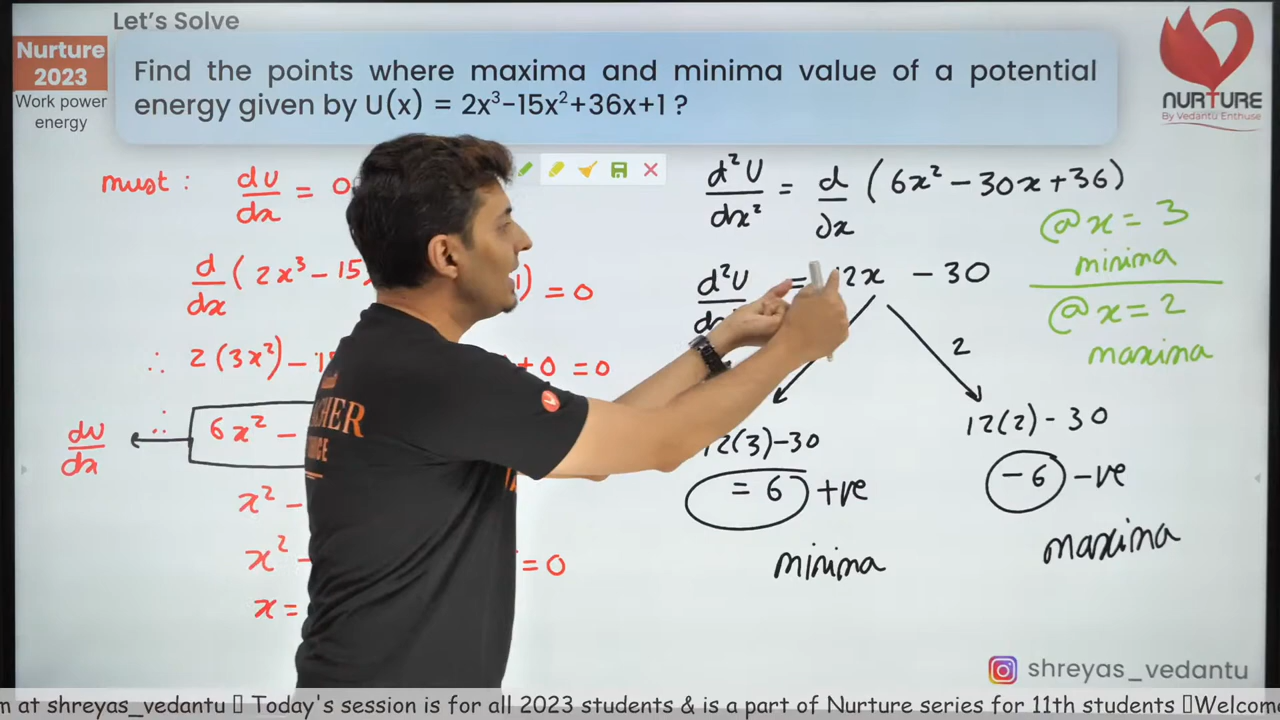 Let's Solve
Nurture
2023
Work power
energy
Find the points where maxima and minima value of a potential
energy given by U(x) = 2x³-15x²+36x+1 ?
NURTURE
By Vedantu Enthuse
must : dU/dx = 0
d/dx ( 2x³ - 15 1) = 0
∴ 2(3x²) - 1 +0 = 0
∴ 6x² -
dU/dx
x² -
x² - = 0
x =
d²U/dx² = d/dx ( 6x² - 30x + 36)
d²U = 12x - 30
2
12(3) - 30
= 6 +ve
minima
12(2) - 30
-6 -ve
maxima
@x = 3
minima
@x = 2
maxima
shreyas_vedantu
m at shreyas_vedantu Today's session is for all 2023 students & is a part of Nurture series for 11th students Welcome